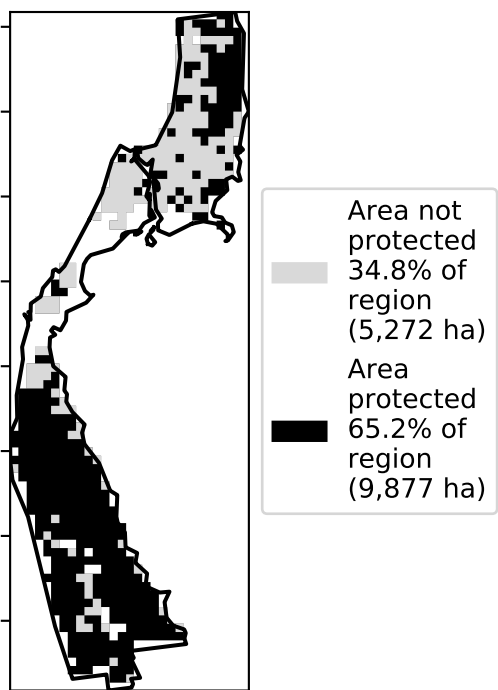 Area not
protected
34.8% of
region
(5,272 ha)
Area
protected
65.2% of
region
(9,877 ha)